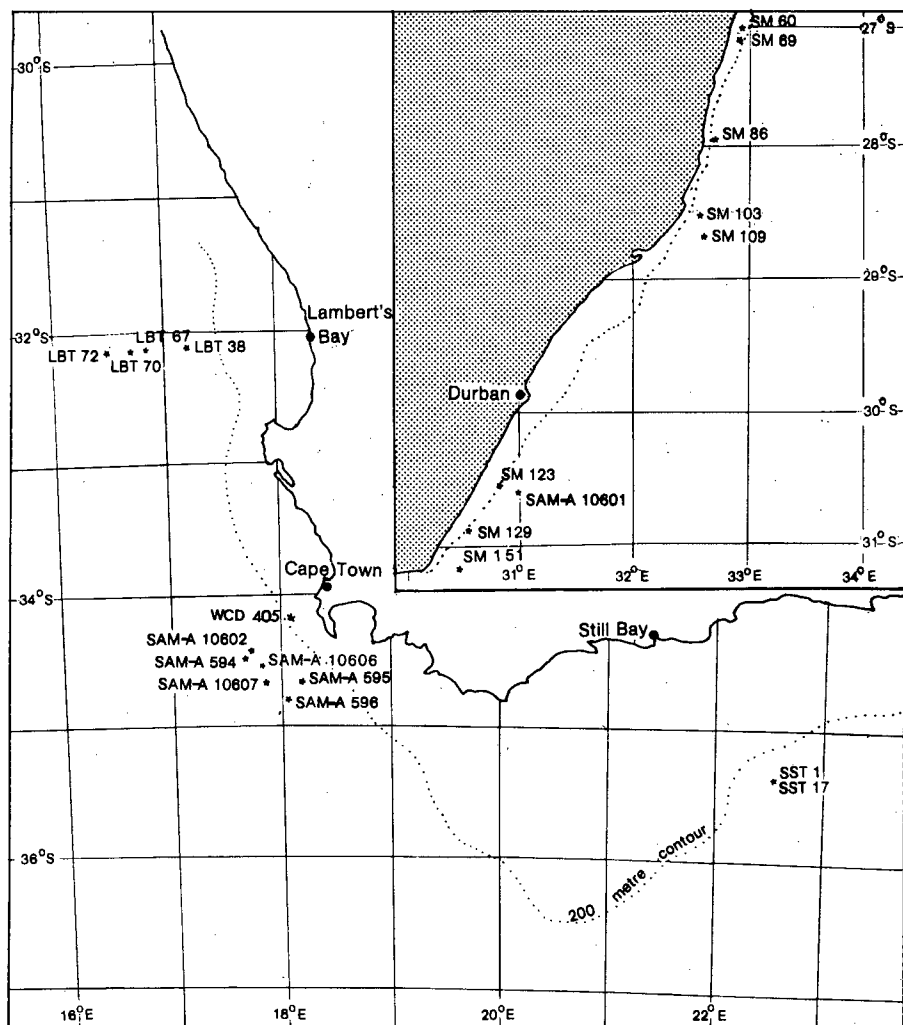 SM 60
27°S
SM 69
30°S
SM 86
28°S
SM 103
SM 109
29°S
Lambert's
Bay
32°S
LBT 67
LBT 38
LBT 72
LBT 70
Durban
30°S
SM 123
SAM-A 10601
SM 129
SM 151
31°S
31°E
32°E
33°E
34°E
Cape Town
34°S
WCD 405
Still Bay
SAM-A 10602
SAM-A 594
SAM-A 10606
SAM-A 595
SAM-A 10607
SAM-A 596
SST 1
SST 17
36°S
200 metre contour
16°E
18°E
20°E
22°E